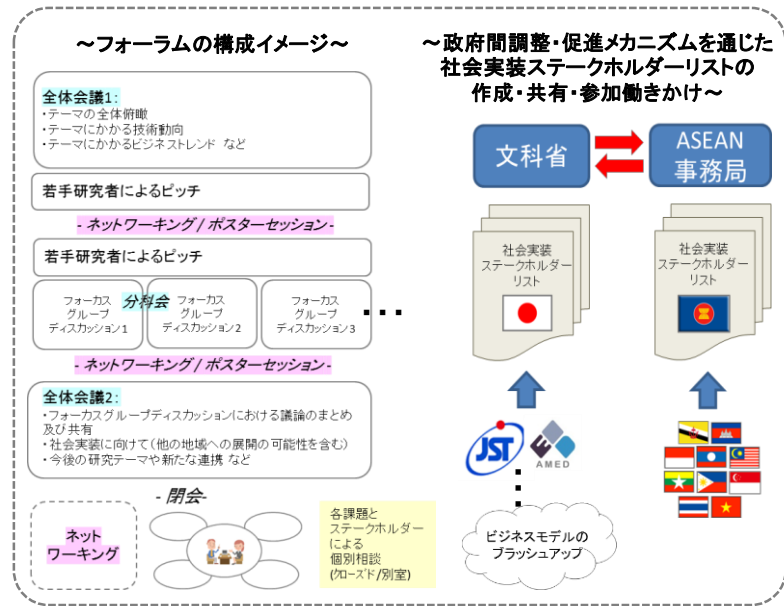 ～フォーラムの構成イメージ～
全体会議1:
・テーマの全体俯瞰
・テーマにかかる技術動向
・テーマにかかるビジネストレンド など
若手研究者によるピッチ
- ネットワーキング / ポスターセッション -
若手研究者によるピッチ
分科会
フォーカス
グループ
ディスカッション1
フォーカス
グループ
ディスカッション2
フォーカス
グループ
ディスカッション3
・・・
- ネットワーキング / ポスターセッション -
全体会議2:
・フォーカスグループディスカッションにおける議論のまとめ
及び共有
・社会実装に向けて(他の地域への展開の可能性を含む)
・今後の研究テーマや新たな連携 など
- 閉会-
ネット
ワーキング
各課題と
ステークホルダー
による
個別相談
(クローズド/別室)
～政府間調整・促進メカニズムを通じた
社会実装ステークホルダーリストの
作成・共有・参加働きかけ～
文科省
ASEAN
事務局
社会実装
ステークホルダー
リスト
社会実装
ステークホルダー
リスト
JST
AMED
ビジネスモデルの
ブラッシュアップ